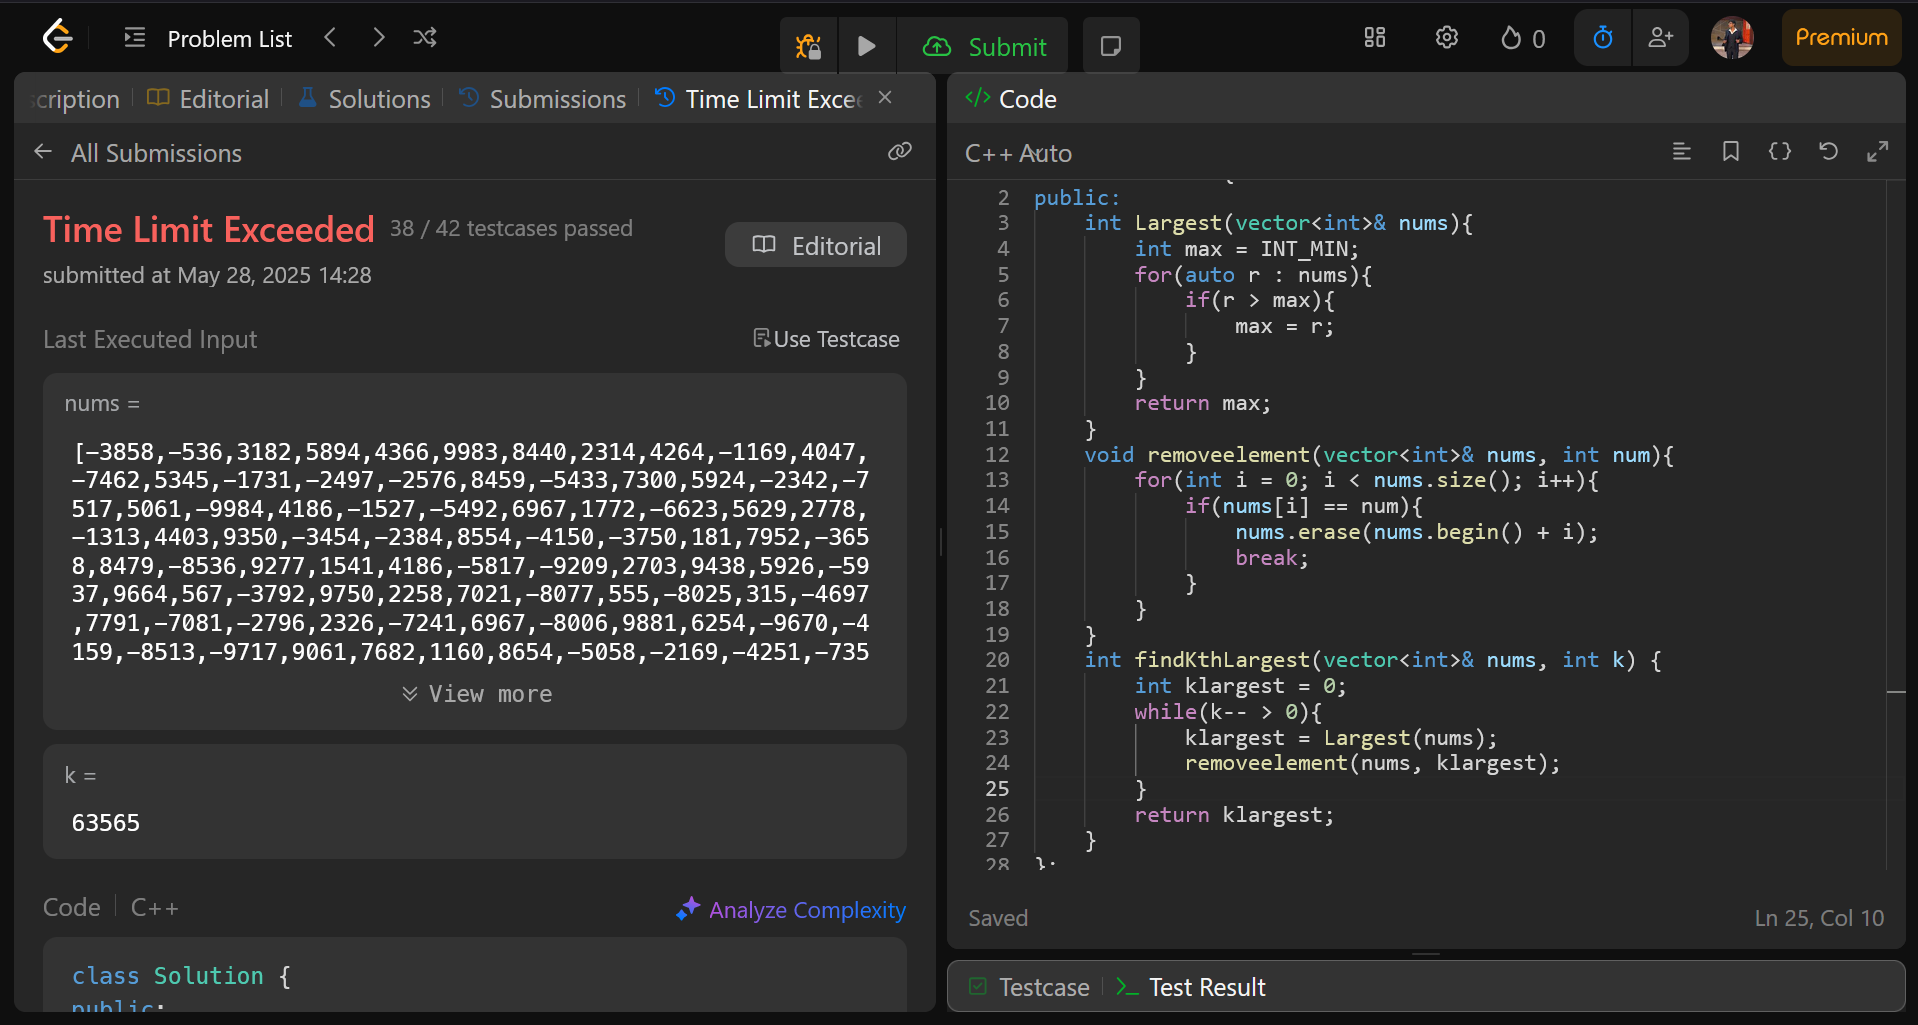 Problem List
Submit
0
Premium
scription
Editorial
Solutions
Submissions
Time Limit Exce
Code
All Submissions
C++ Auto
Time Limit Exceeded
38 / 42 testcases passed
Editorial
submitted at May 28, 2025 14:28
Last Executed Input
Use Testcase
nums =
[-3858,-536,3182,5894,4366,9983,8440,2314,4264,-1169,4047,
-7462,5345,-1731,-2497,-2576,8459,-5433,7300,5924,-2342,-7
517,5061,-9984,4186,-1527,-5492,6967,1772,-6623,5629,2778,
-1313,4403,9350,-3454,-2384,8554,-4150,-3750,181,7952,-365
8,8479,-8536,9277,1541,4186,-5817,-9209,2703,9438,5926,-59
37,9664,567,-3792,9750,2258,7021,-8077,555,-8025,315,-4697
,7791,-7081,-2796,2326,-7241,6967,-8006,9881,6254,-9670,-4
159,-8513,-9717,9061,7682,1160,8654,-5058,-2169,-4251,-735
View more
k =
63565
Code
C++
Analyze Complexity
class Solution {
public:
2 public:
3 int Largest(vector<int>& nums){
4 int max = INT_MIN;
5 for(auto r : nums){
6 if(r > max){
7 max = r;
8 }
9 }
10 return max;
11 }
12 void removeelement(vector<int>& nums, int num){
13 for(int i = 0; i < nums.size(); i++){
14 if(nums[i] == num){
15 nums.erase(nums.begin() + i);
16 break;
17 }
18 }
19 }
20 int findKthLargest(vector<int>& nums, int k) {
21 int klargest = 0;
22 while(k-- > 0){
23 klargest = Largest(nums);
24 removeelement(nums, klargest);
25 }
26 return klargest;
27 }
28 };
Saved
Ln 25, Col 10
Testcase
Test Result